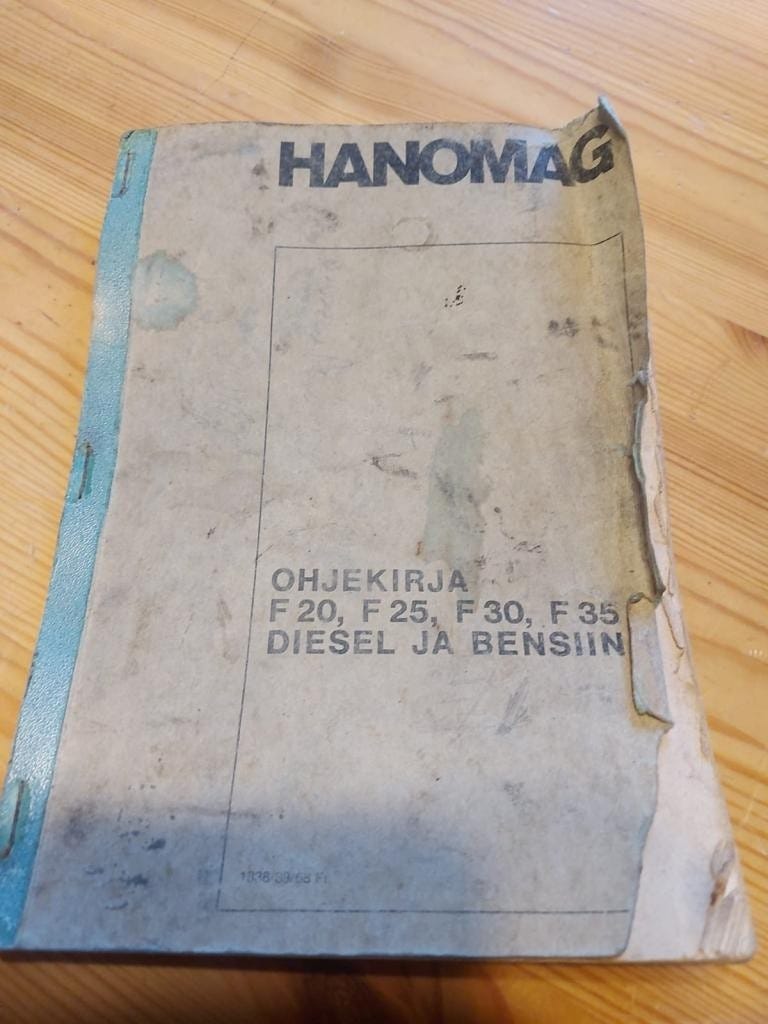 HANOMAG
OHJEKIRJA
F 20, F 25, F 30, F 35
DIESEL JA BENSIIN